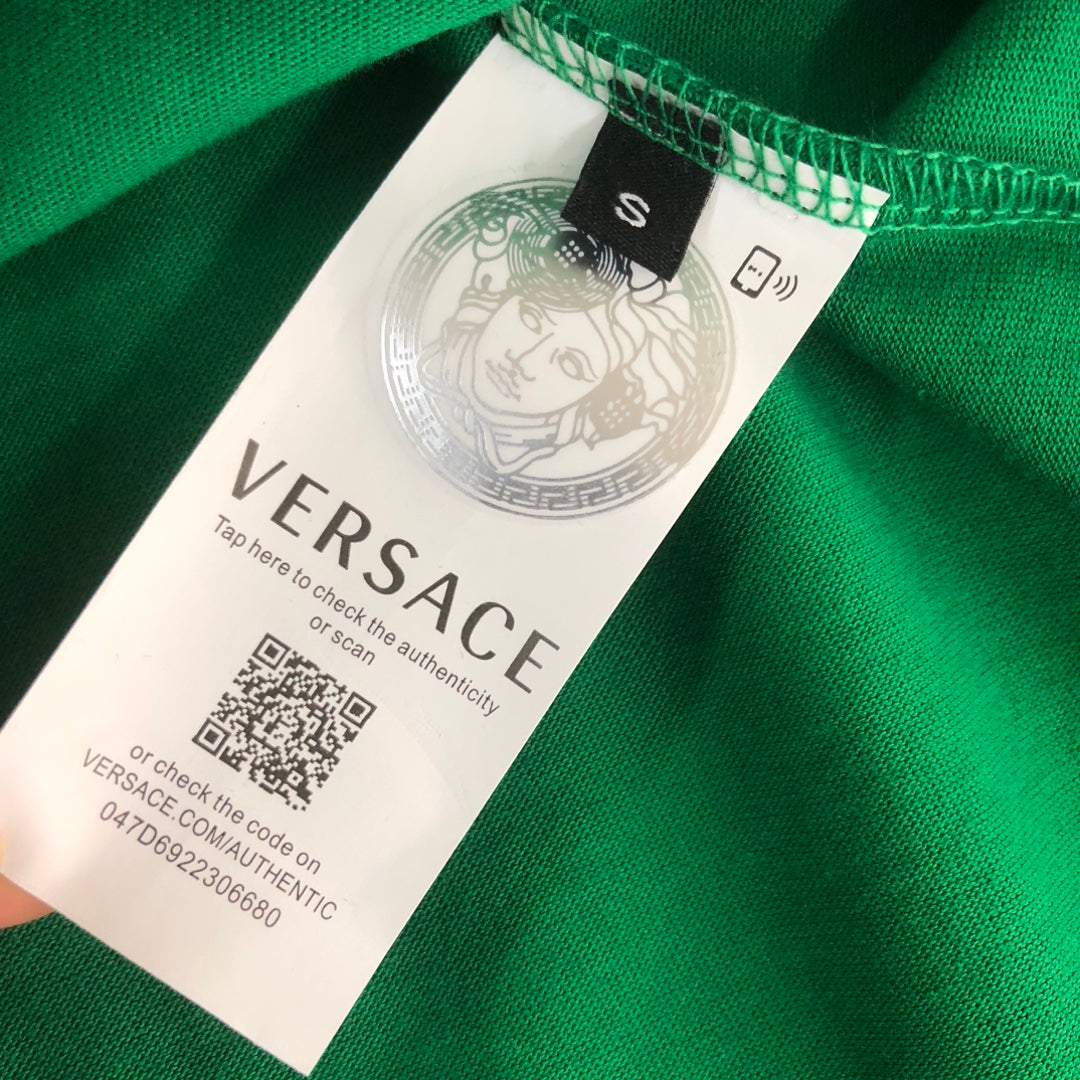 S
VERSACE
Tap here to check the authenticity
or scan
or check the code on
VERSACE.COM/AUTHENTIC
047D6922306680